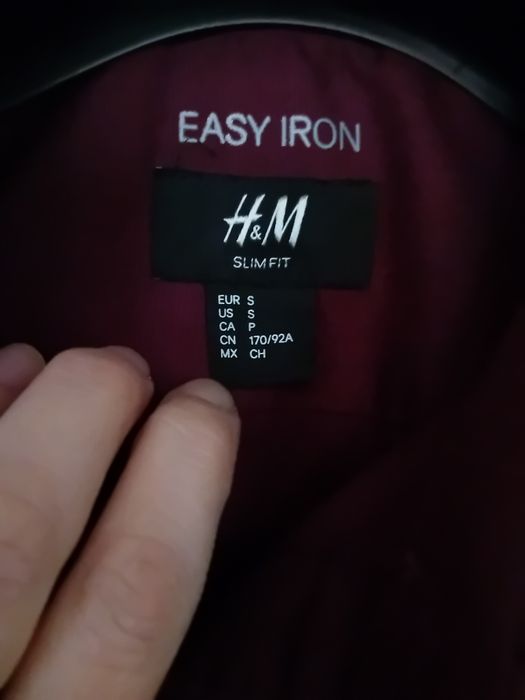 EASY IRON
H&M
SLIM FIT
EUR S
US S
CA P
CN 170/92A
MX CH